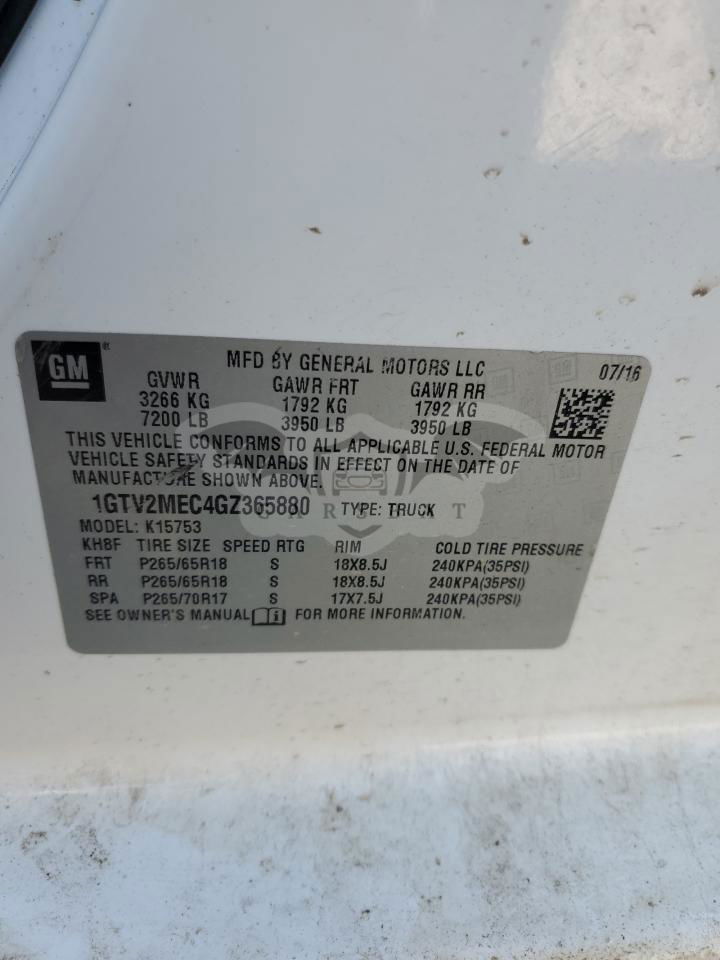 GM
MFD BY GENERAL MOTORS LLC 07/16
GVWR GAWR FRT GAWR RR
3266 KG 1792 KG 1792 KG
7200 LB 3950 LB 3950 LB
THIS VEHICLE CONFORMS TO ALL APPLICABLE U.S. FEDERAL MOTOR
VEHICLE SAFETY STANDARDS IN EFFECT ON THE DATE OF
MANUFACTURE SHOWN ABOVE.
1GTV2MEC4GZ365880 TYPE: TRUCK
MODEL: K15753
KH8F TIRE SIZE SPEED RTG RIM COLD TIRE PRESSURE
FRT P265/65R18 S 18X8.5J 240KPA(35PSI)
RR P265/65R18 S 18X8.5J 240KPA(35PSI)
SPA P265/70R17 S 17X7.5J 240KPA(35PSI)
SEE OWNER'S MANUAL i FOR MORE INFORMATION.